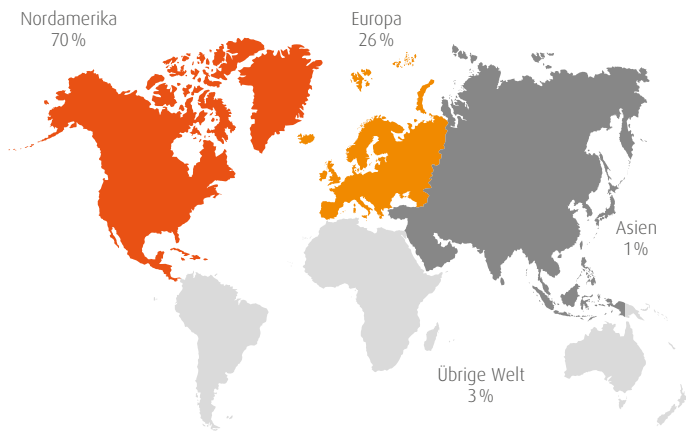 Nordamerika
70 %
Europa
26 %
Asien
1 %
Übrige Welt
3 %